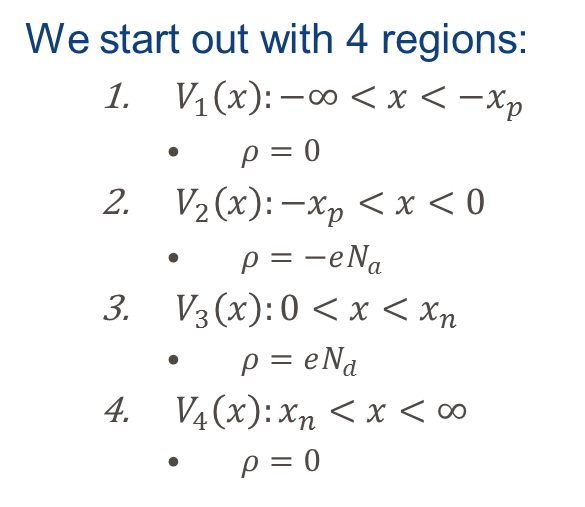 We start out with 4 regions:
1. V₁(x): −∞ < x < −xₚ
• ρ = 0
2. V₂(x): −xₚ < x < 0
• ρ = −eNₐ
3. V₃(x): 0 < x < xₙ
• ρ = eN_d
4. V₄(x): xₙ < x < ∞
• ρ = 0